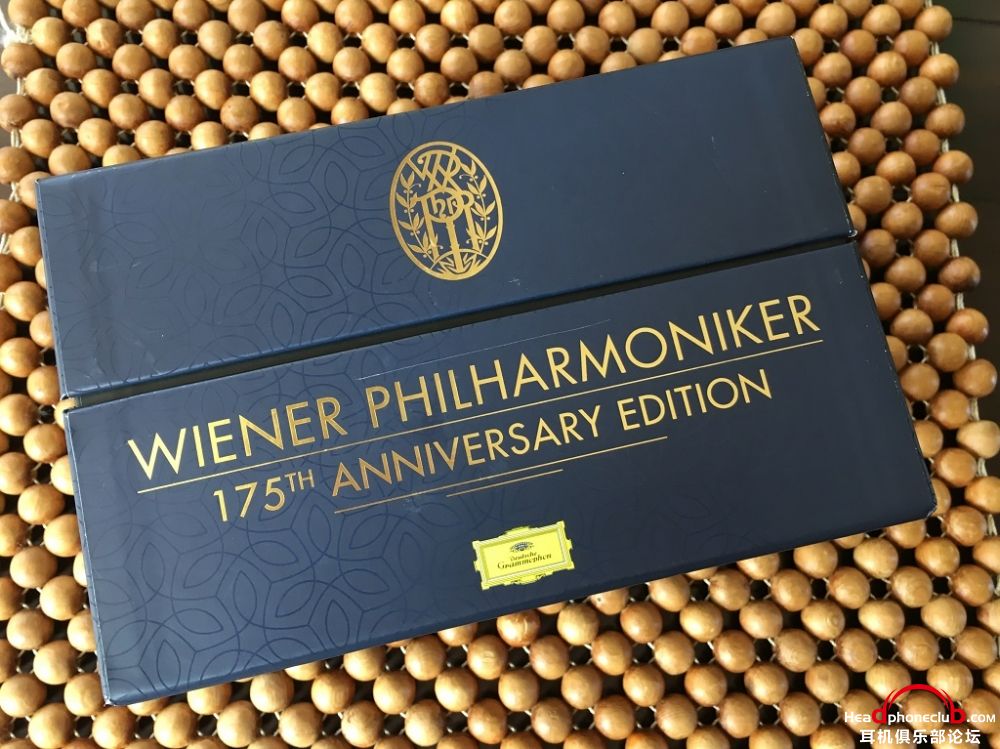 WIENER PHILHARMONIKER
175TH ANNIVERSARY EDITION
Deutsche
Grammophon
HeadphoneclUb.com
耳机俱乐部论坛